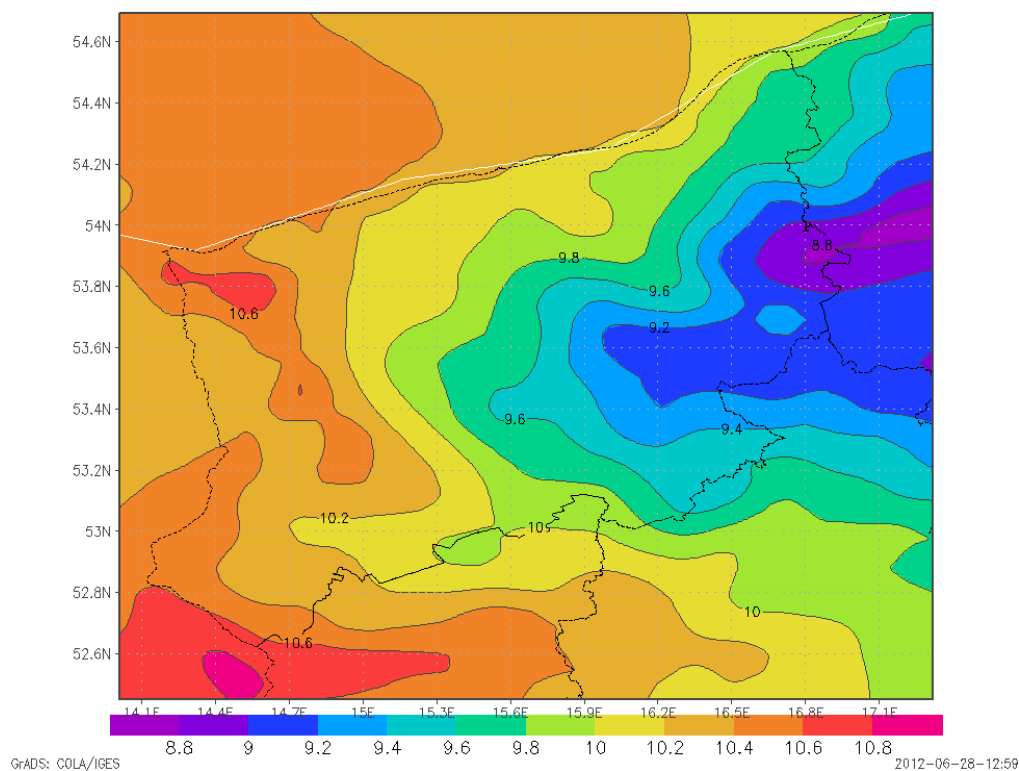 54.6N
54.4N
54.2N
54N
8.8
9.8
9.6
53.8N
10.6
9.2
53.6N
53.4N
9.6
9.4
53.2N
10.2
10
53N
52.8N
10
10.6
52.6N
14.1E 14.4E 14.7E 15E 15.3E 15.6E 15.9E 16.2E 16.5E 16.8E 17.1E
8.8 9 9.2 9.4 9.6 9.8 10 10.2 10.4 10.6 10.8
GrADS: COLA/IGES 2012-06-28-12:59